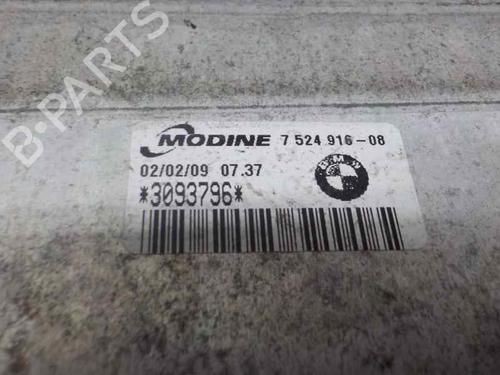 B-PARTS
MODINE 7 524 916-08
02/02/09 07.37
BMW
*3093796*